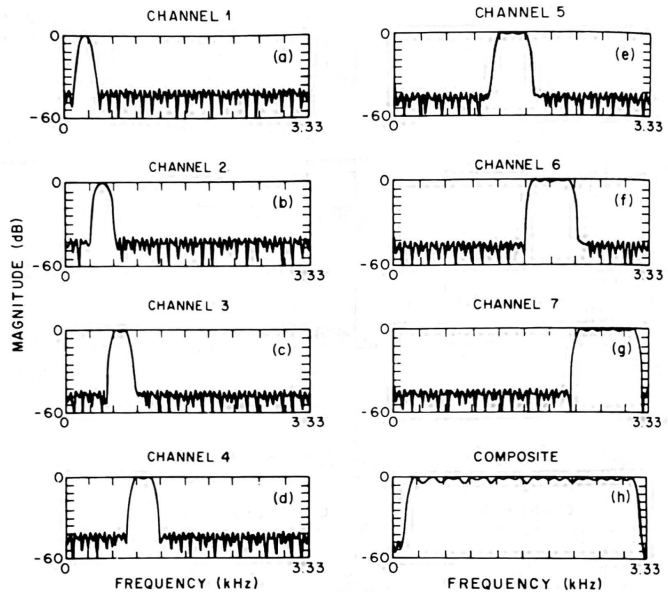 CHANNEL 1
0
(a)
-60
0
3.33
CHANNEL 2
0
(b)
-60
0
3.33
CHANNEL 3
0
(c)
-60
0
3.33
CHANNEL 4
0
(d)
-60
0
3.33
FREQUENCY (kHz)
MAGNITUDE (dB)
CHANNEL 5
0
(e)
-60
0
3.33
CHANNEL 6
0
(f)
-60
0
3.33
CHANNEL 7
0
(g)
-60
0
3.33
COMPOSITE
0
(h)
-60
0
3.33
FREQUENCY (kHz)